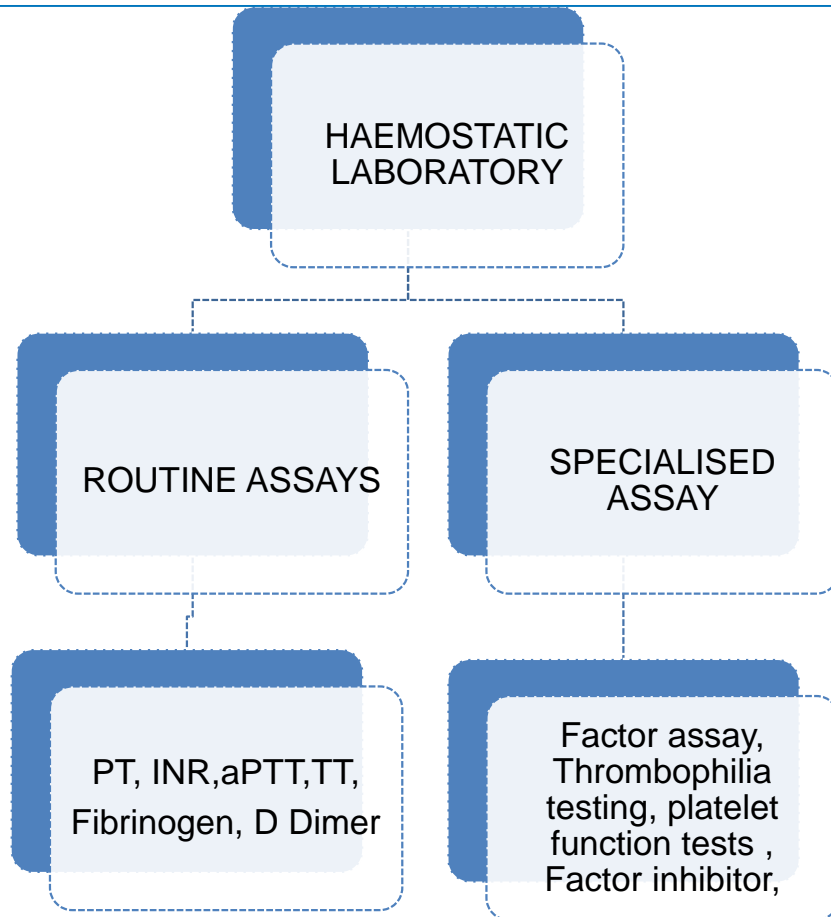 HAEMOSTATIC
LABORATORY
ROUTINE ASSAYS
SPECIALISED
ASSAY
PT, INR,aPTT,TT,
Fibrinogen, D Dimer
Factor assay,
Thrombophilia
testing, platelet
function tests ,
Factor inhibitor,